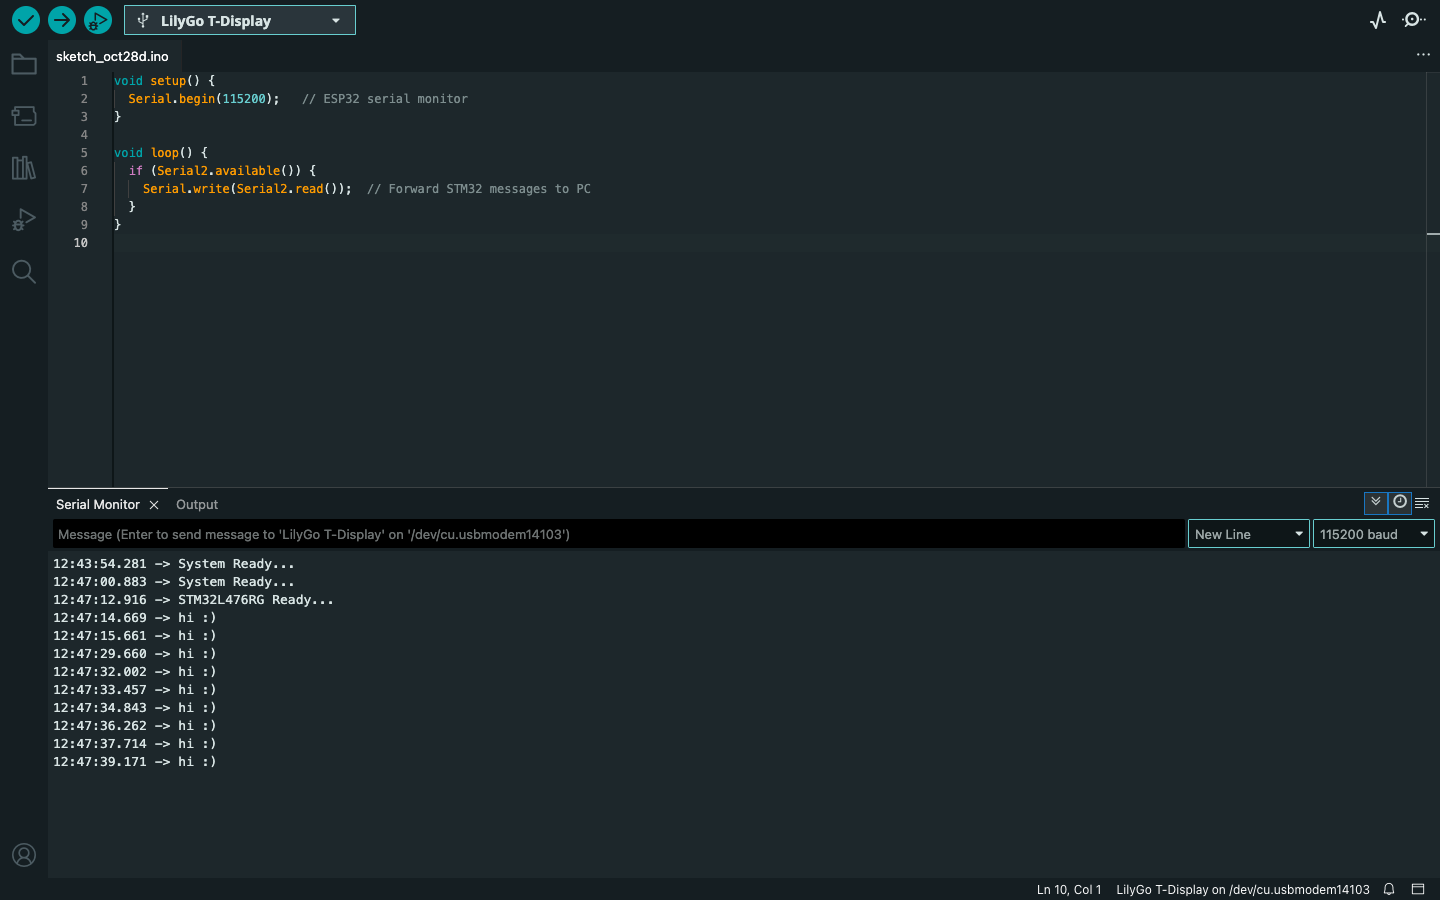 LilyGo T-Display
sketch_oct28d.ino
1 void setup() {
2 Serial.begin(115200); // ESP32 serial monitor
3 }
4
5 void loop() {
6 if (Serial2.available()) {
7 Serial.write(Serial2.read()); // Forward STM32 messages to PC
8 }
9 }
10
Serial Monitor Output
Message (Enter to send message to 'LilyGo T-Display' on '/dev/cu.usbmodem14103') New Line 115200 baud
12:43:54.281 -> System Ready...
12:47:00.883 -> System Ready...
12:47:12.916 -> STM32L476RG Ready...
12:47:14.669 -> hi :)
12:47:15.661 -> hi :)
12:47:29.660 -> hi :)
12:47:32.002 -> hi :)
12:47:33.457 -> hi :)
12:47:34.843 -> hi :)
12:47:36.262 -> hi :)
12:47:37.714 -> hi :)
12:47:39.171 -> hi :)
Ln 10, Col 1 LilyGo T-Display on /dev/cu.usbmodem14103